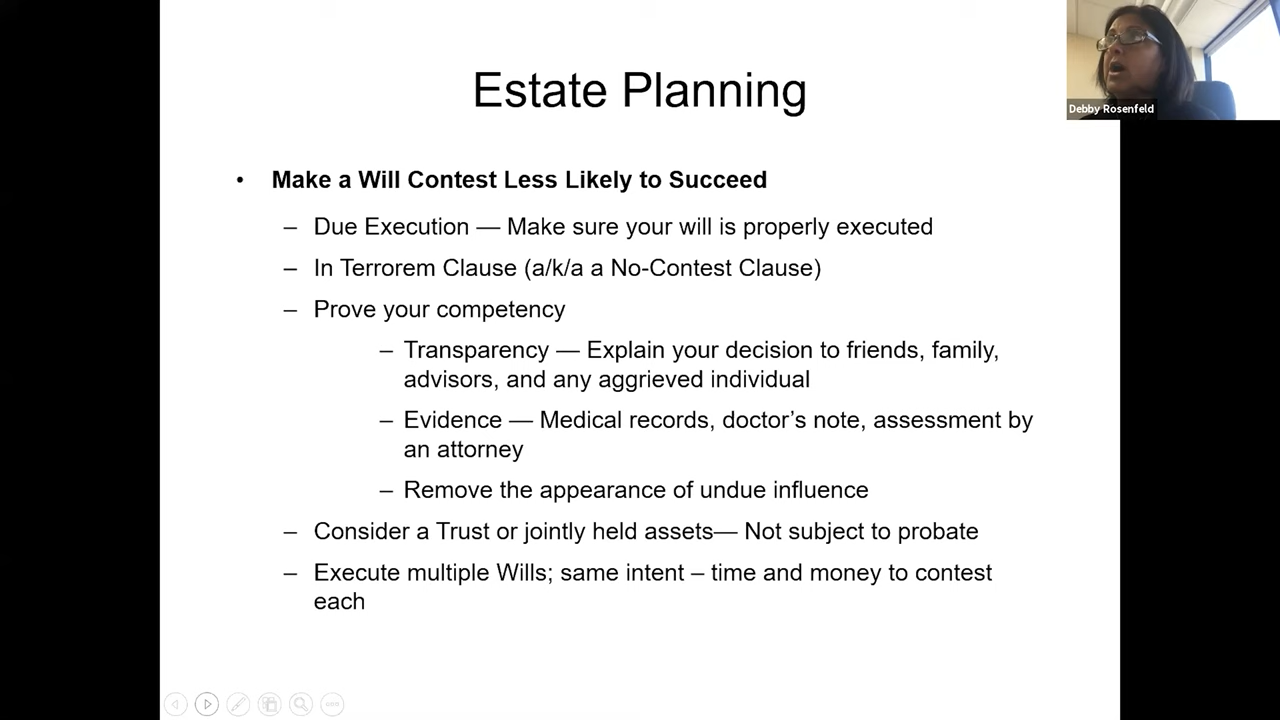 Estate Planning
Debby Rosenfeld
• Make a Will Contest Less Likely to Succeed
– Due Execution — Make sure your will is properly executed
– In Terrorem Clause (a/k/a a No-Contest Clause)
– Prove your competency
– Transparency — Explain your decision to friends, family,
advisors, and any aggrieved individual
– Evidence — Medical records, doctor’s note, assessment by
an attorney
– Remove the appearance of undue influence
– Consider a Trust or jointly held assets— Not subject to probate
– Execute multiple Wills; same intent – time and money to contest
each